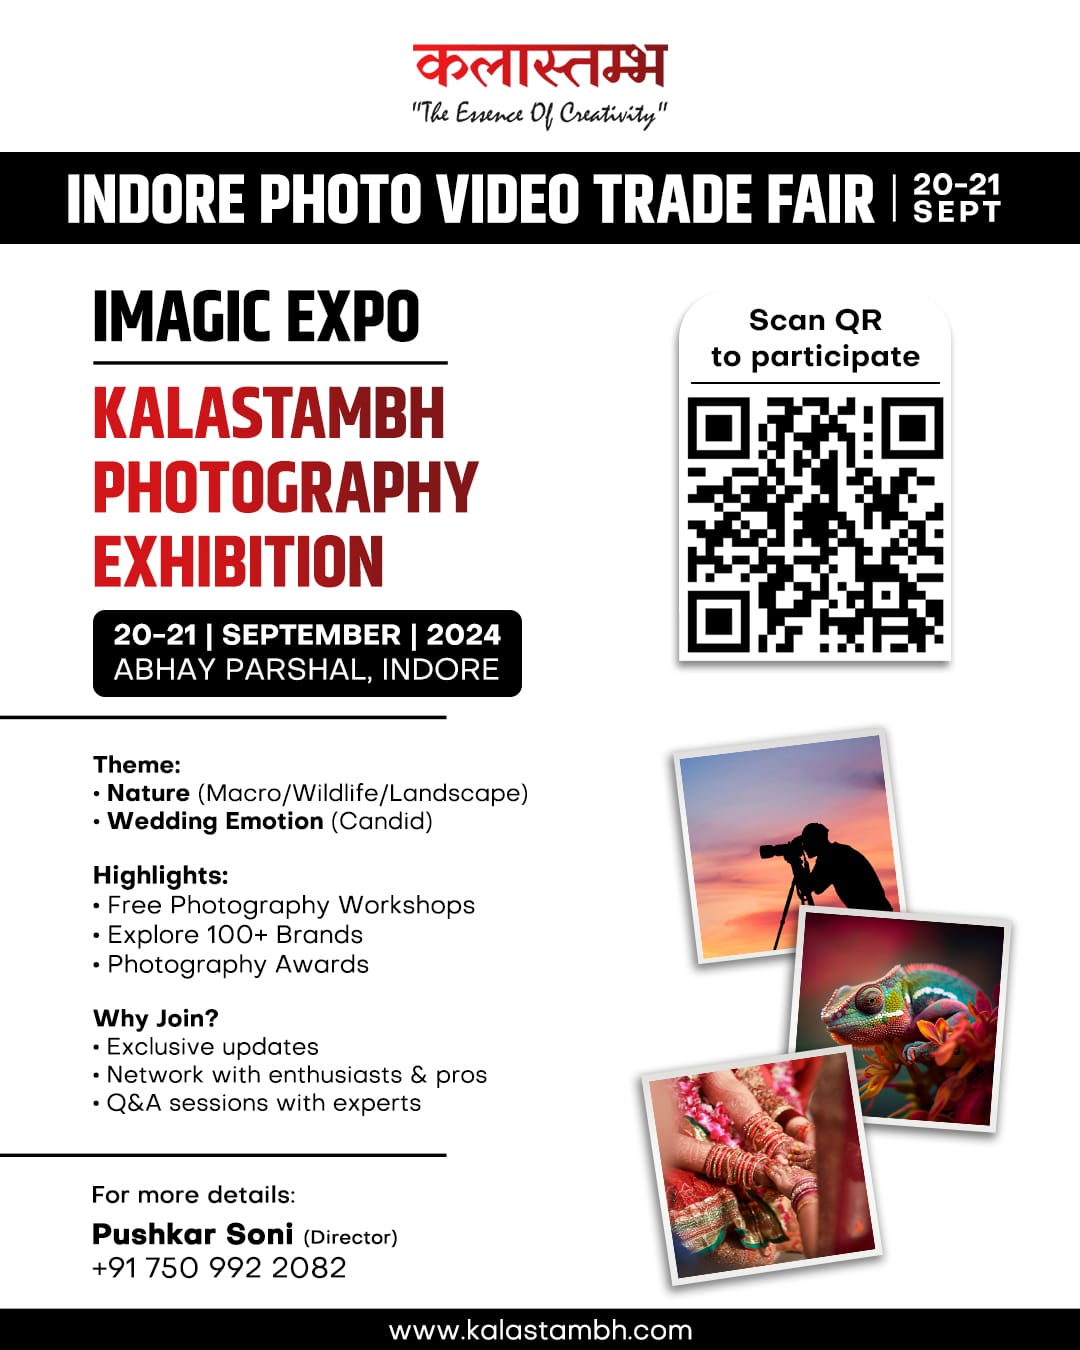 कलास्तम्भ
"The Essence Of Creativity"
INDORE PHOTO VIDEO TRADE FAIR | 20-21 SEPT
IMAGIC EXPO
KALASTAMBH
PHOTOGRAPHY
EXHIBITION
20-21 | SEPTEMBER | 2024
ABHAY PARSHAL, INDORE
Scan QR
to participate
Theme:
• Nature (Macro/Wildlife/Landscape)
• Wedding Emotion (Candid)
Highlights:
• Free Photography Workshops
• Explore 100+ Brands
• Photography Awards
Why Join?
• Exclusive updates
• Network with enthusiasts & pros
• Q&A sessions with experts
For more details:
Pushkar Soni (Director)
+91 750 992 2082
www.kalastambh.com